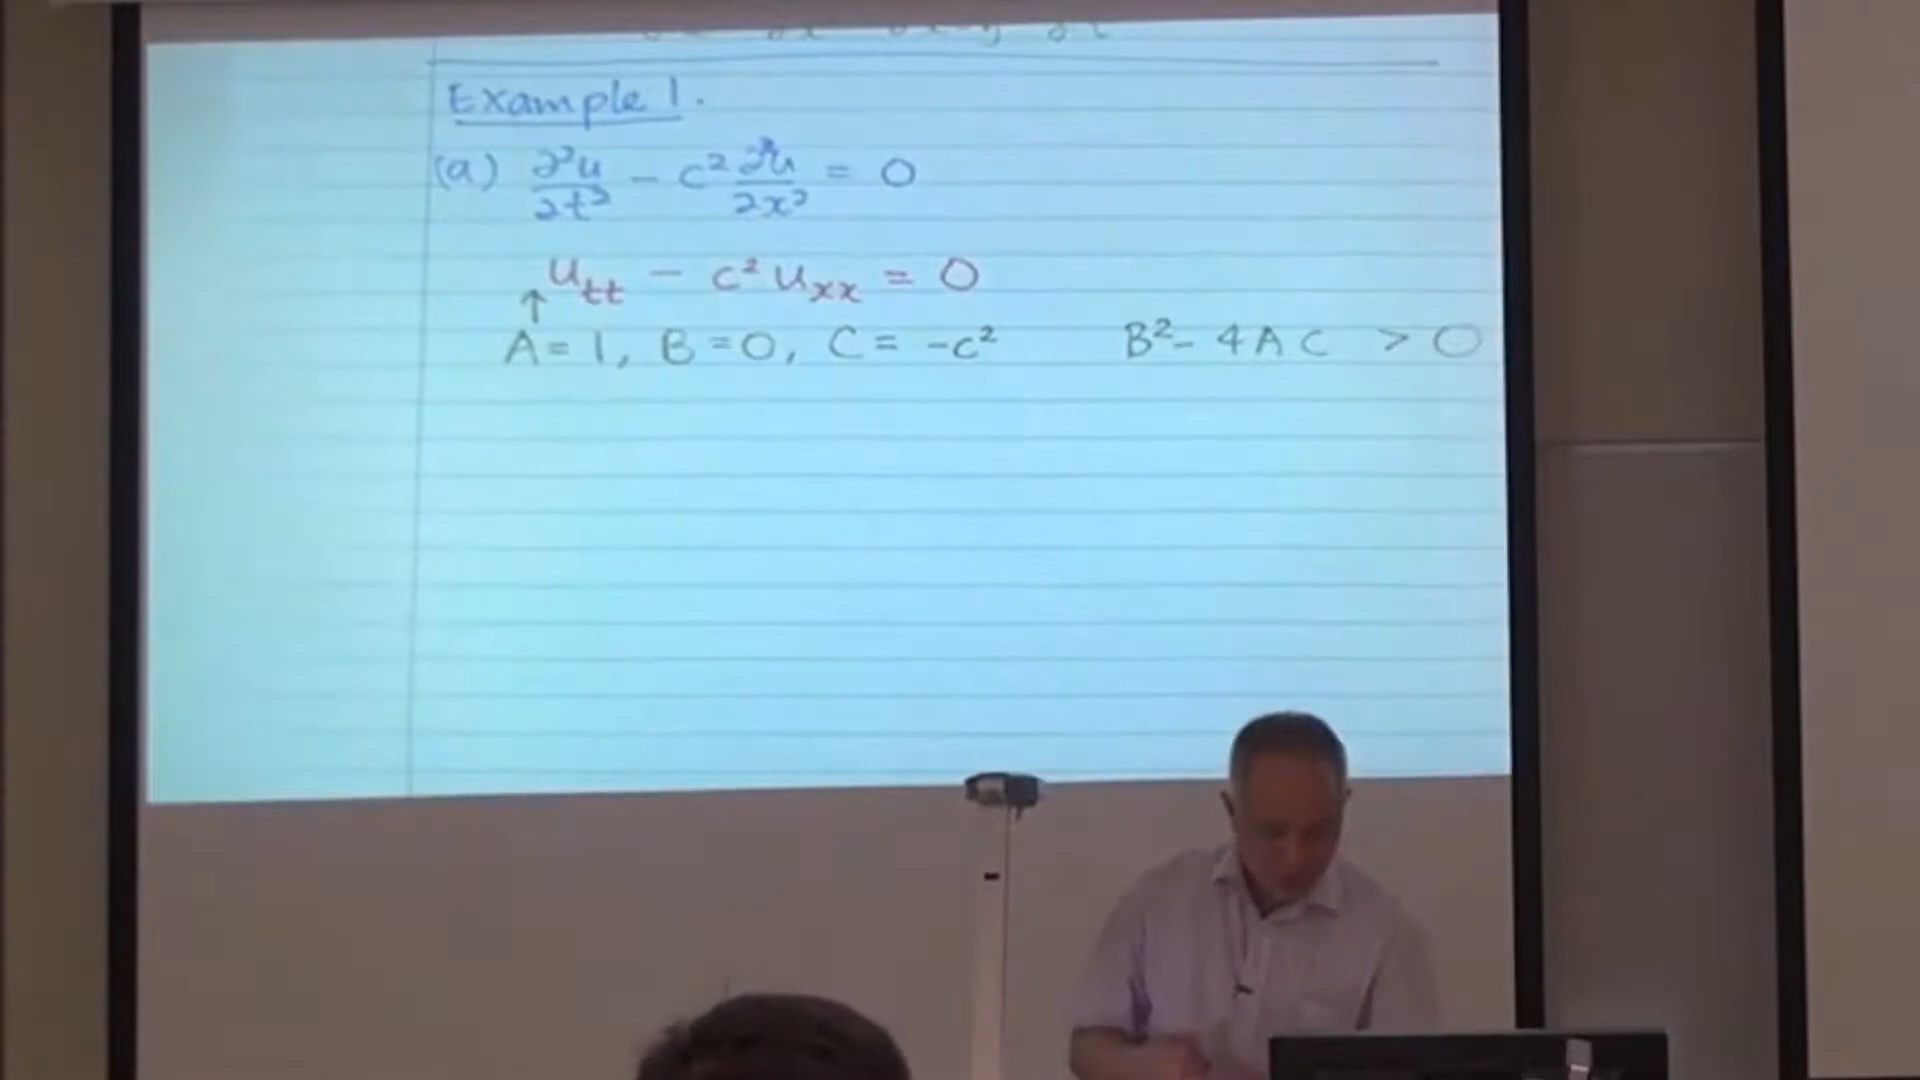 Example 1.
(a) ∂²u/∂t² - c² ∂²u/∂x² = 0
u_tt - c² u_xx = 0
↑
A = 1, B = 0, C = -c² B² - 4AC > 0